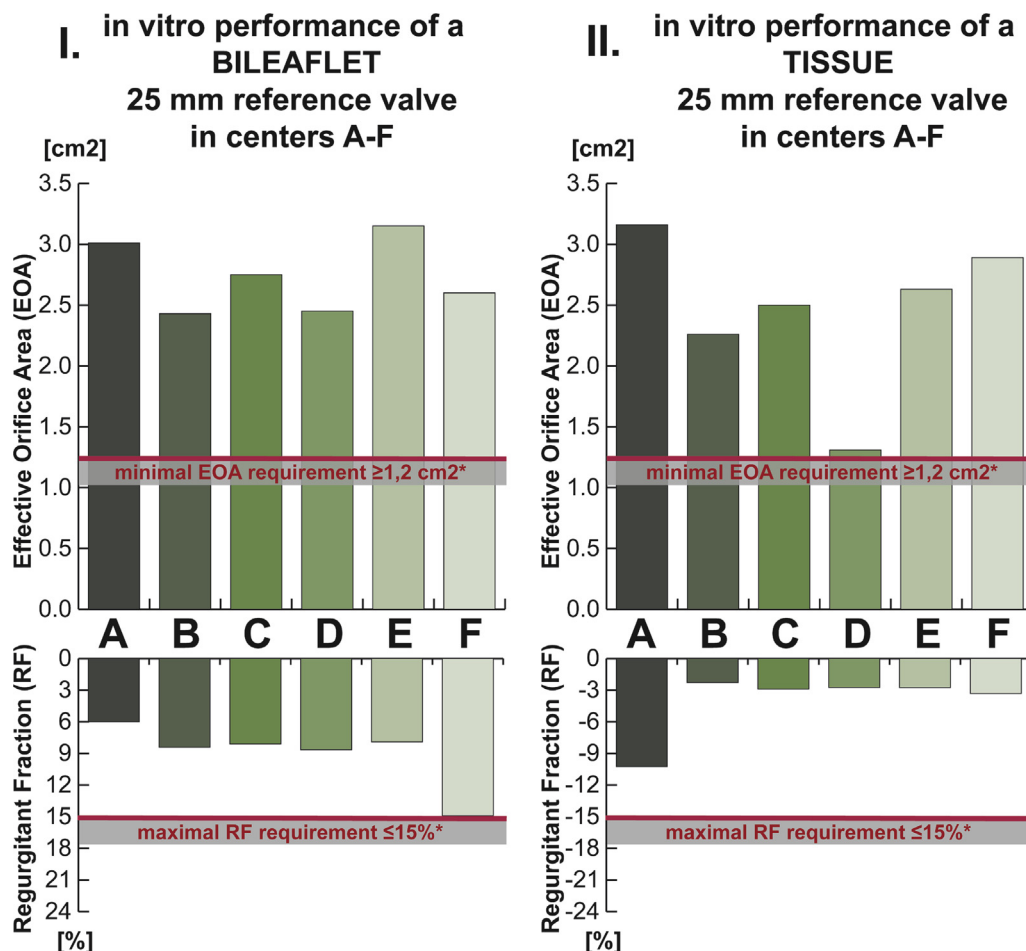 I.
in vitro performance of a
BILEAFLET
25 mm reference valve
in centers A-F
[cm2]
Effective Orifice Area (EOA)
3.5
3.0
2.5
2.0
1.5
1.0
0.5
0.0
minimal EOA requirement ≥1,2 cm2*
A B C D E F
Regurgitant Fraction (RF)
0
3
6
9
12
15
18
21
24
maximal RF requirement ≤15%*
[%]
II.
in vitro performance of a
TISSUE
25 mm reference valve
in centers A-F
[cm2]
Effective Orifice Area (EOA)
3.5
3.0
2.5
2.0
1.5
1.0
0.5
0.0
minimal EOA requirement ≥1,2 cm2*
A B C D E F
Regurgitant Fraction (RF)
0
-3
-6
-9
-12
-15
-18
-21
-24
maximal RF requirement ≤15%*
[%]